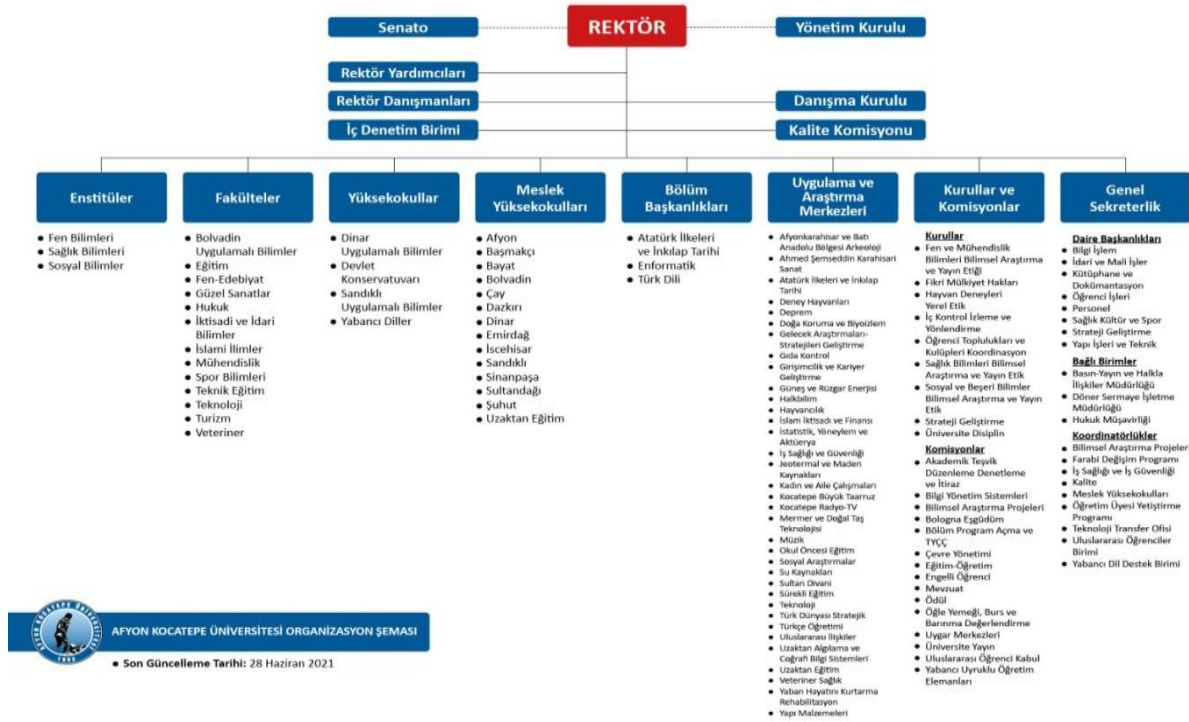 Senato
REKTÖR
Yönetim Kurulu
Rektör Yardımcıları
Rektör Danışmanları
Danışma Kurulu
İç Denetim Birimi
Kalite Komisyonu
Enstitüler
• Fen Bilimleri
• Sağlık Bilimleri
• Sosyal Bilimler
Fakülteler
• Bolvadin
Uygulamalı Bilimler
• Eğitim
• Fen-Edebiyat
• Güzel Sanatlar
• Hukuk
• İktisadi ve İdari
Bilimler
• İslami İlimler
• Mühendislik
• Spor Bilimleri
• Teknik Eğitim
• Teknoloji
• Turizm
• Veteriner
Yüksekokullar
• Dinar
Uygulamalı Bilimler
• Devlet
Konservatuvarı
• Sandıklı
Uygulamalı Bilimler
• Yabancı Diller
Meslek
Yüksekokulları
• Afyon
• Başmakçı
• Bayat
• Bolvadin
• Çay
• Dazkırı
• Dinar
• Emirdağ
• İscehisar
• Sandıklı
• Sinanpaşa
• Sultandağı
• Şuhut
• Uzaktan Eğitim
Bölüm
Başkanlıkları
• Atatürk İlkeleri
ve İnkılap Tarihi
• Enformatik
• Türk Dili
Uygulama ve
Araştırma
Merkezleri
• Afyonkarahisar ve Batı
Anadolu Bölgesi Arkeoloji
• Ahmed Şemseddin Karahisari
Sanat
• Atatürk İlkeleri ve İnkılap
Tarihi
• Deney Hayvanları
• Deprem
• Doğa Koruma ve Biyoizlem
• Gelecek Araştırmaları-
Stratejileri Geliştirme
• Gıda Kontrol
• Girişimcilik ve Kariyer
Geliştirme
• Güneş ve Rüzgar Enerjisi
• Halkbilim
• Hayvancılık
• İslam İktisadı ve Finansı
• İstatistik, Yöneylem ve
Aktüerya
• İş Sağlığı ve Güvenliği
• Jeotermal ve Maden
Kaynakları
• Kadın ve Aile Çalışmaları
• Kocatepe Büyük Taarruz
• Kocatepe Radyo-TV
• Mermer ve Doğal Taş
Teknolojisi
• Müzik
• Okul Öncesi Eğitim
• Sosyal Araştırmalar
• Su Kaynakları
• Sultan Divani
• Sürekli Eğitim
• Teknoloji
• Türk Dünyası Stratejik
• Türkçe Öğretimi
• Uluslararası İlişkiler
• Uzaktan Algılama ve
Coğrafi Bilgi Sistemleri
• Uzaktan Eğitim
• Veteriner Sağlık
• Yaban Hayatını Kurtarma
Rehabilitasyon
• Yapı Malzemeleri
Kurullar ve
Komisyonlar
Kurullar
• Fen ve Mühendislik
Bilimleri Bilimsel Araştırma
ve Yayın Etiği
• Fikri Mülkiyet Hakları
• Hayvan Deneyleri
Yerel Etik
• İç Kontrol İzleme ve
Yönlendirme
• Öğrenci Toplulukları ve
Kulüpleri Koordinasyon
• Sağlık Bilimleri Bilimsel
Araştırma ve Yayın Etik
• Sosyal ve Beşeri Bilimler
Bilimsel Araştırma ve Yayın
Etik
• Strateji Geliştirme
• Üniversite Disiplin
Komisyonlar
• Akademik Teşvik
Düzenleme Denetleme
ve İtiraz
• Bilgi Yönetim Sistemleri
• Bilimsel Araştırma Projeleri
• Bologna Eşgüdüm
• Bölüm Program Açma ve
TYÇÇ
• Çevre Yönetimi
• Eğitim-Öğretim
• Engelli Öğrenci
• Mevzuat
• Ödül
• Öğle Yemeği, Burs ve
Barınma Değerlendirme
• Uygar Merkezleri
• Üniversite Yayın
• Uluslararası Öğrenci Kabul
• Yabancı Uyruklu Öğretim
Elemanları
Genel
Sekreterlik
Daire Başkanlıkları
• Bilgi İşlem
• İdari ve Mali İşler
• Kütüphane ve
Dokümantasyon
• Öğrenci İşleri
• Personel
• Sağlık Kültür ve Spor
• Strateji Geliştirme
• Yapı İşleri ve Teknik
Bağlı Birimler
• Basın-Yayın ve Halkla
İlişkiler Müdürlüğü
• Döner Sermaye İşletme
Müdürlüğü
• Hukuk Müşavirliği
Koordinatörlükler
• Bilimsel Araştırma Projeleri
• Farabi Değişim Programı
• İş Sağlığı ve İş Güvenliği
• Kalite
• Meslek Yüksekokulları
• Öğretim Üyesi Yetiştirme
Programı
• Teknoloji Transfer Ofisi
• Uluslararası Öğrenciler
Birimi
• Yabancı Dil Destek Birimi
AFYON KOCATEPE ÜNİVERSİTESİ
1992
AFYON KOCATEPE ÜNİVERSİTESİ ORGANİZASYON ŞEMASI
• Son Güncelleme Tarihi: 28 Haziran 2021